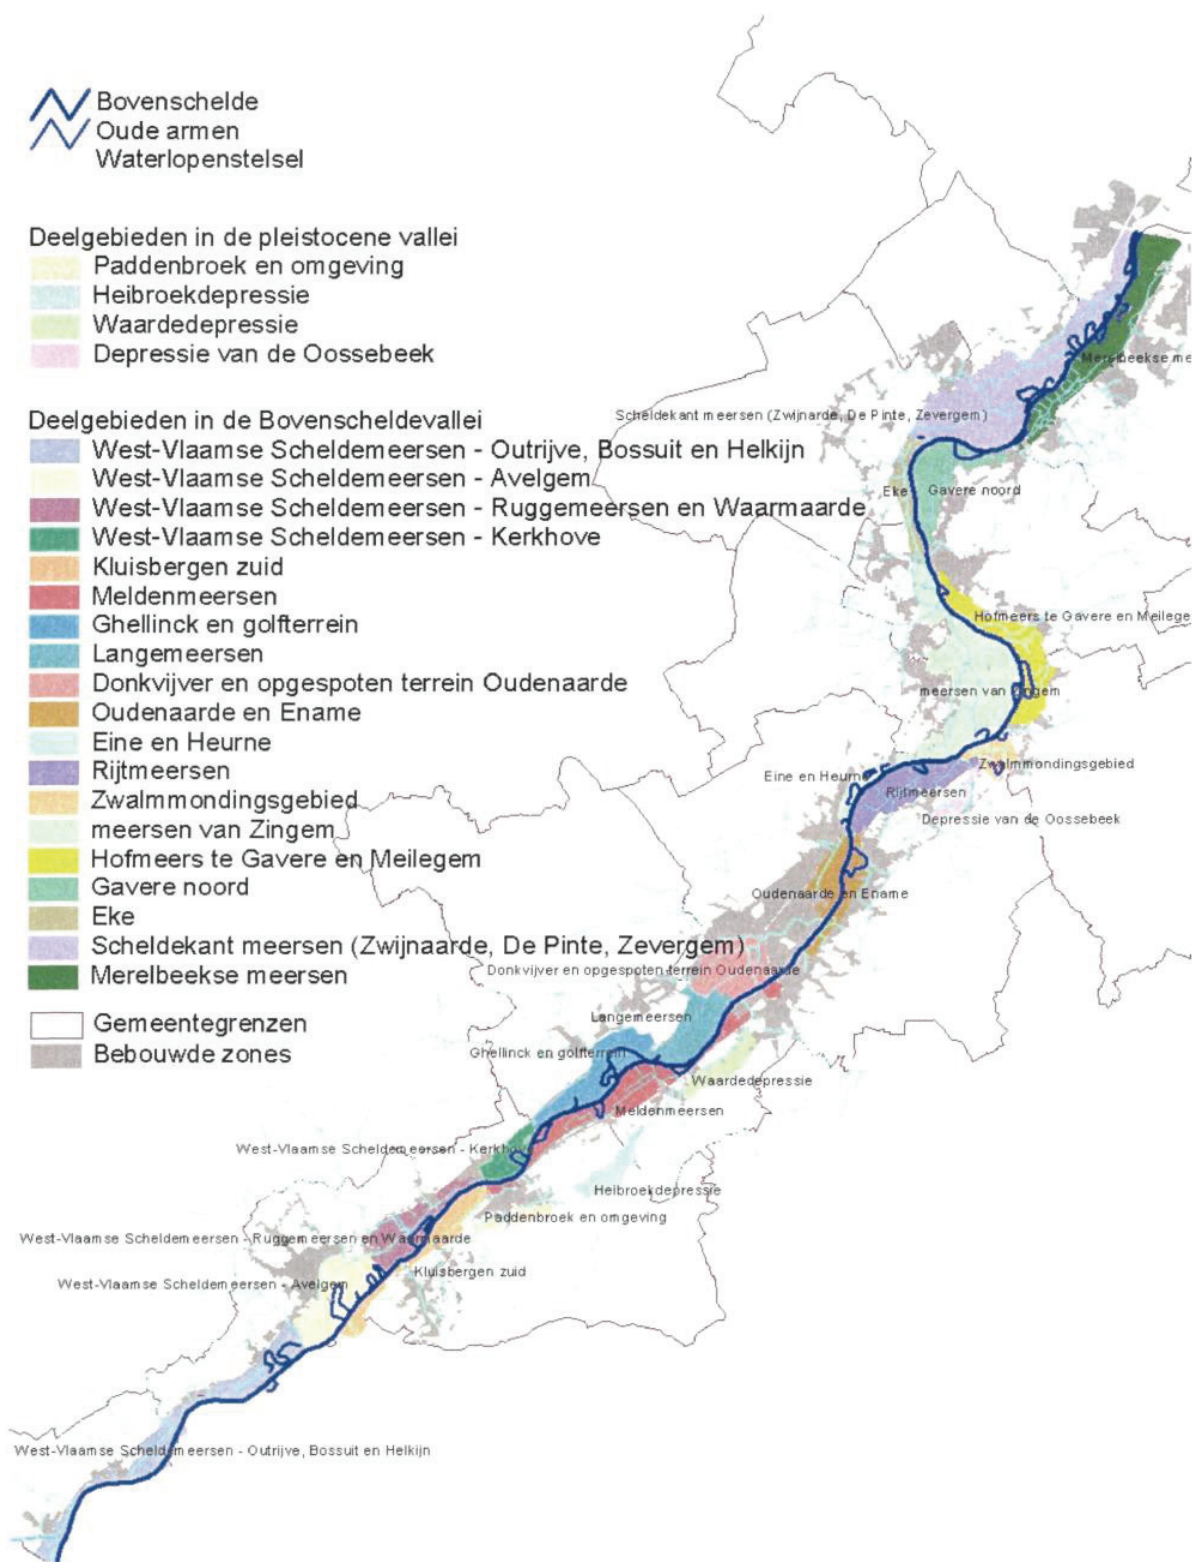 Bovenschelde
Oude armen
Waterlopenstelsel
Deelgebieden in de pleistocene vallei
Paddenbroek en omgeving
Heibroekdepressie
Waardedepressie
Depressie van de Oossebeek
Deelgebieden in de Bovenscheldevallei
West-Vlaamse Scheldemeersen - Outrijve, Bossuit en Helkijn
West-Vlaamse Scheldemeersen - Avelgem
West-Vlaamse Scheldemeersen - Ruggemeersen en Waarmaarde
West-Vlaamse Scheldemeersen - Kerkhove
Kluisbergen zuid
Meldenmeersen
Ghellinck en golfterrein
Langemeersen
Donkvijver en opgespoten terrein Oudenaarde
Oudenaarde en Ename
Eine en Heurne
Rijtmeersen
Zwalmmondingsgebied
meersen van Zingem
Hofmeers te Gavere en Meilegem
Gavere noord
Eke
Scheldekant meersen (Zwijnaarde, De Pinte, Zevergem)
Merelbeekse meersen
Gemeentegrenzen
Bebouwde zones
Merelbeekse me
Scheldekant meersen (Zwijnarde, De Pinte, Zevergem)
Eke
Gavere noord
Hofmeers te Gavere en Meilege
meersen van Zingem
Zwalmmondingsgebied
Eine en Heurne
Rijtmeersen
Depressie van de Oossebeek
Oudenaarde en Ename
Donkvijver en opgespoten terrein Oudenaarde
Langemeersen
Ghellinck en golfterrein
Waardedepressie
Meldenmeersen
West-Vlaamse Scheldemeersen - Kerkhove
Heibroekdepressie
Paddenbroek en omgeving
West-Vlaamse Scheldemeersen - Ruggemeersen en Waarmaarde
Kluisbergen zuid
West-Vlaamse Scheldemeersen - Avelgem
West-Vlaamse Scheldemeersen - Outrijve, Bossuit en Helkijn